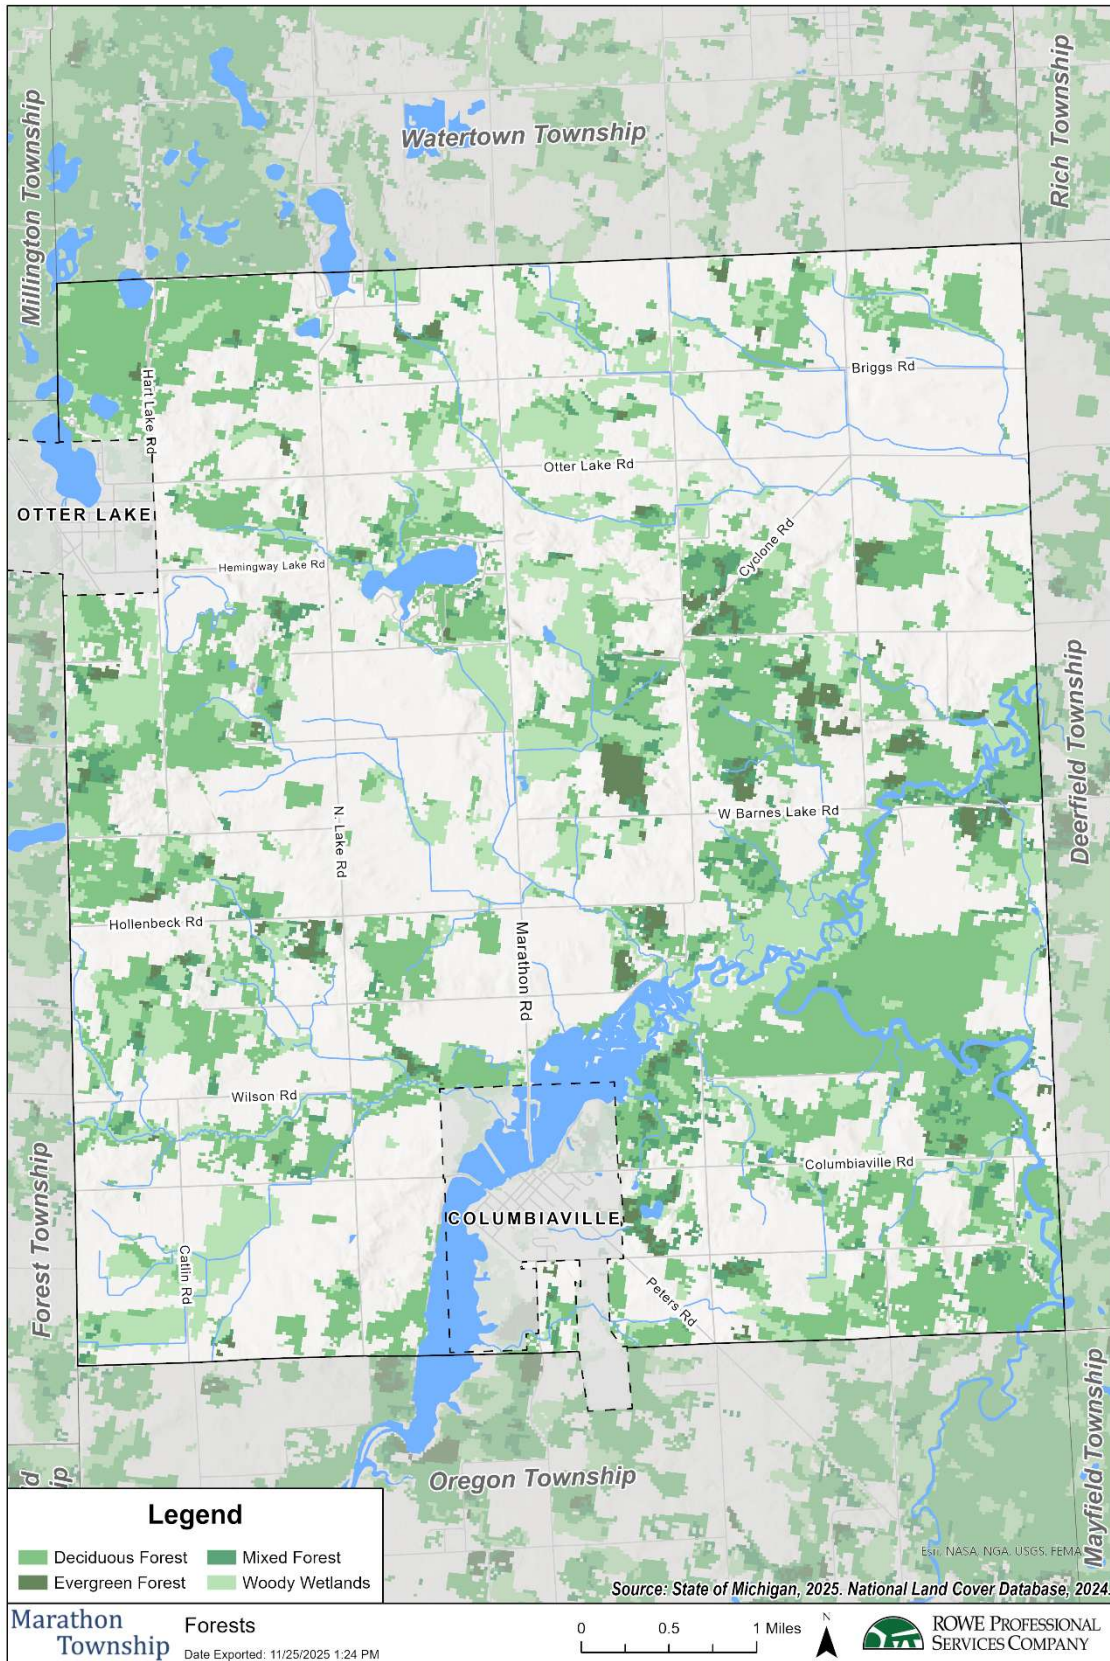 Watertown Township
Rich Township
Millington Township
Briggs Rd
Hart Lake Rd
Otter Lake Rd
OTTER LAKE
Cyclone Rd
Hemingway Lake Rd
Deerfield Township
N. Lake Rd
W Barnes Lake Rd
Hollenbeck Rd
Marathon Rd
Wilson Rd
Columbiaville Rd
Forest Township
COLUMBIAVILLE
Catlin Rd
Peters Rd
Mayfield Township
Oregon Township
Legend
Deciduous Forest
Mixed Forest
Evergreen Forest
Woody Wetlands
Esri, NASA, NGA, USGS, FEMA
Source: State of Michigan, 2025. National Land Cover Database, 2024.
Marathon
Township
Forests
Date Exported: 11/25/2025 1:24 PM
0 0.5 1 Miles
N
ROWE PROFESSIONAL
SERVICES COMPANY